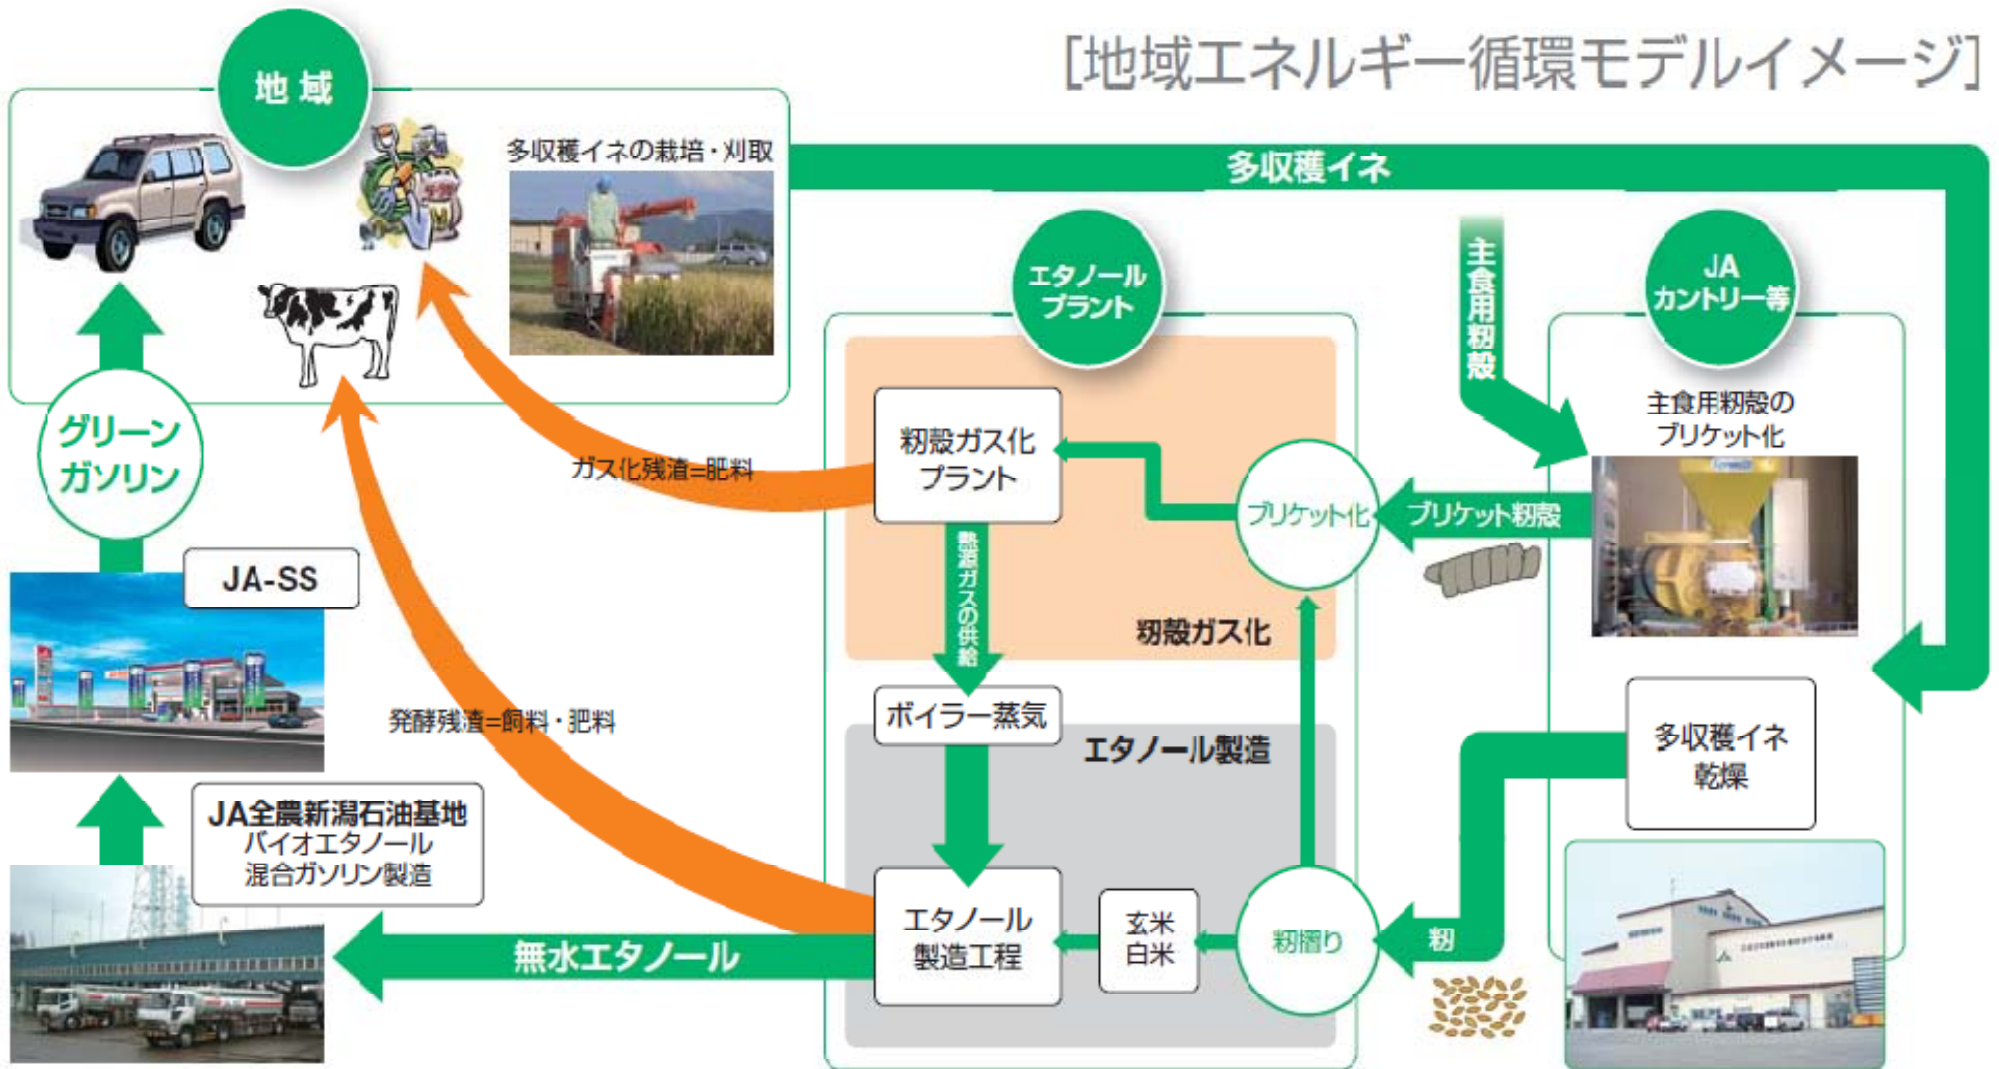 [地域エネルギー循環モデルイメージ]
地域
多収穫イネの栽培・刈取
多収穫イネ
主食用籾殻
JA
カントリー等
エタノール
プラント
主食用籾殻の
ブリケット化
籾殻ガス化
プラント
ブリケット化
ブリケット籾殻
グリーン
ガソリン
ガス化残渣=肥料
熱源ガスの供給
籾殻ガス化
JA-SS
ボイラー蒸気
エタノール製造
発酵残渣=飼料・肥料
多収穫イネ
乾燥
JA全農新潟石油基地
バイオエタノール
混合ガソリン製造
エタノール
製造工程
玄米
白米
籾摺り
籾
無水エタノール